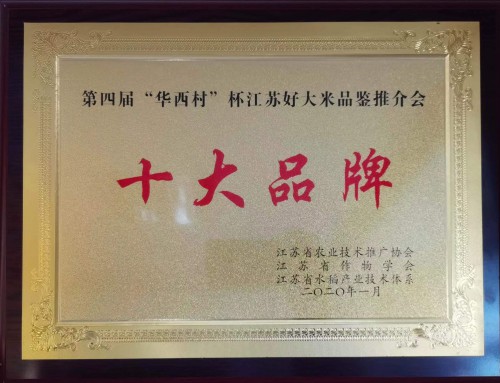 第四届“华西村”杯江苏好大米品鉴推介会
十大品牌
江苏省农业技术推广协会
江苏省作物学会
江苏省水稻产业技术体系
二〇二〇年一月